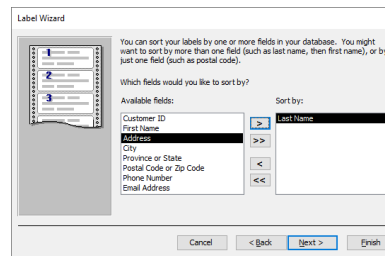 Label Wizard
You can sort your labels by one or more fields in your database. You might
want to sort by more than one field (such as last name, then first name), or by
just one field (such as postal code).
Which fields would you like to sort by?
Available fields:
Sort by:
Customer ID
First Name
Address
City
Province or State
Postal Code or Zip Code
Phone Number
Email Address
>
>>
<
<<
Last Name
1
2
3
Cancel
< Back
Next >
Finish